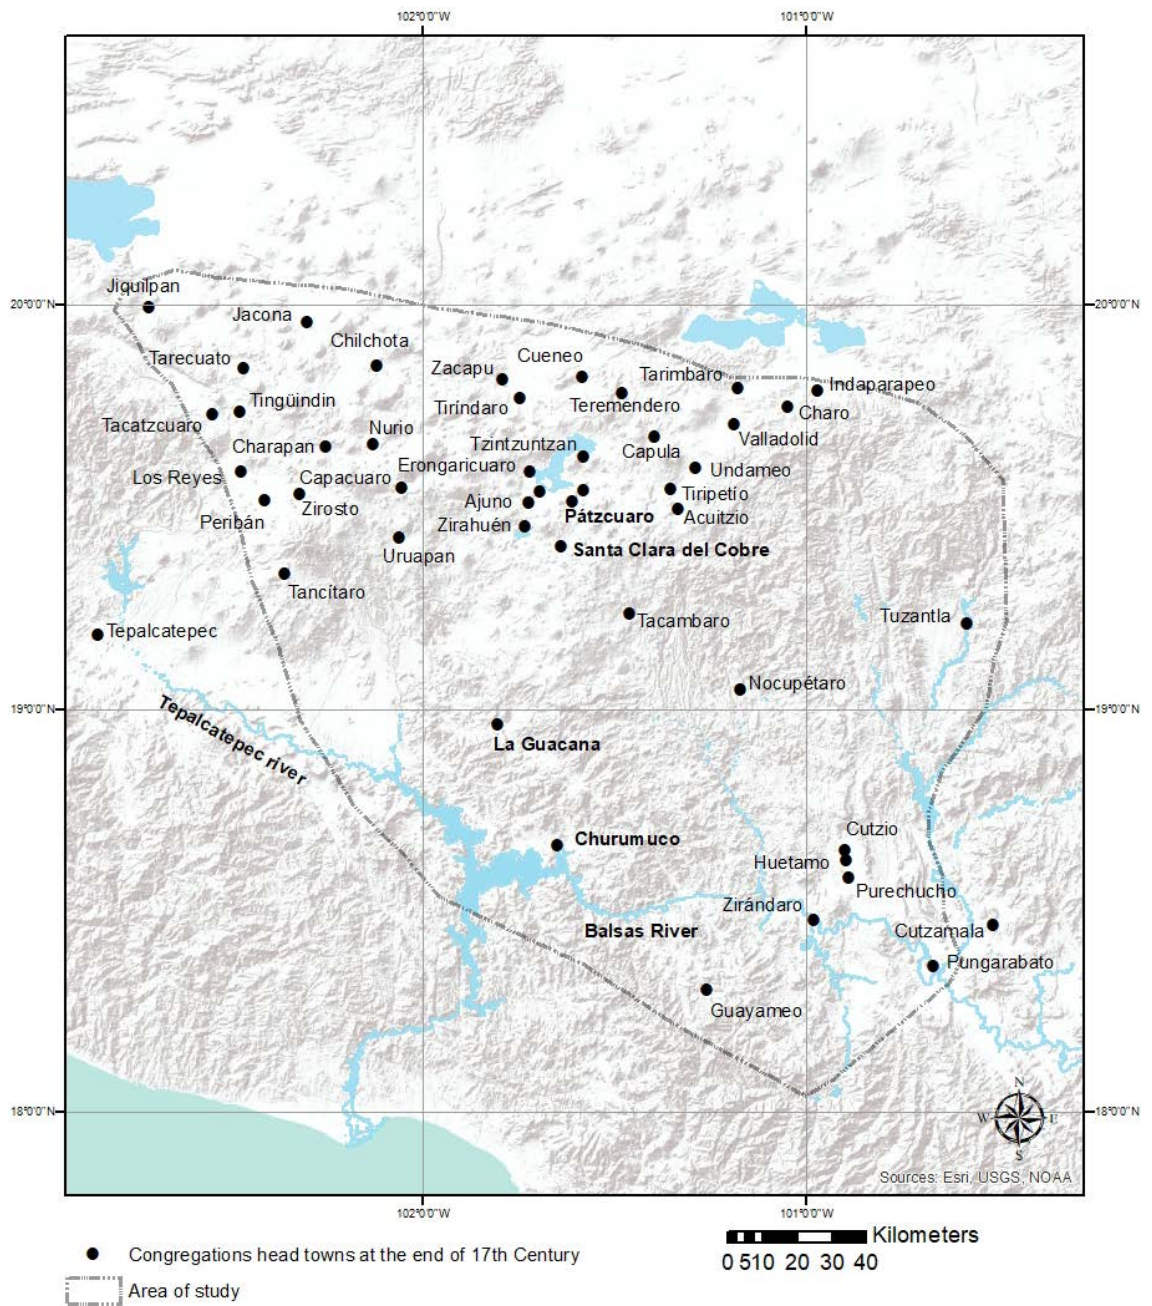 102°0'0"W
101°0'0"W
Jiquilpan
20°0'0"N
20°0'0"N
Jacona
Chilchota
Tarecuato
Zacapu
Cueneo
Tarimbaro
Indaparapeo
Tingüindin
Tiríndaro
Teremendero
Charo
Tacatzcuaro
Nurio
Valladolid
Charapan
Tzintzuntzan
Capula
Erongaricuaro
Undameo
Los Reyes
Capacuaro
Ajuno
Tiripetío
Peribán
Zirosto
Pátzcuaro
Acuitzio
Zirahuén
Uruapan
Santa Clara del Cobre
Tancítaro
Tacambaro
Tuzantla
Tepalcatepec
Nocupétaro
19°0'0"N
19°0'0"N
Tepalcatepec river
La Guacana
Churumuco
Cutzio
Huetamo
Purechucho
Zirándaro
Balsas River
Cutzamala
Pungarabato
Guayameo
N
W
E
S
18°0'0"N
18°0'0"N
Sources: Esri, USGS, NOAA
102°0'0"W
101°0'0"W
Kilometers
0 5 10 20 30 40
Congregations head towns at the end of 17th Century
Area of study